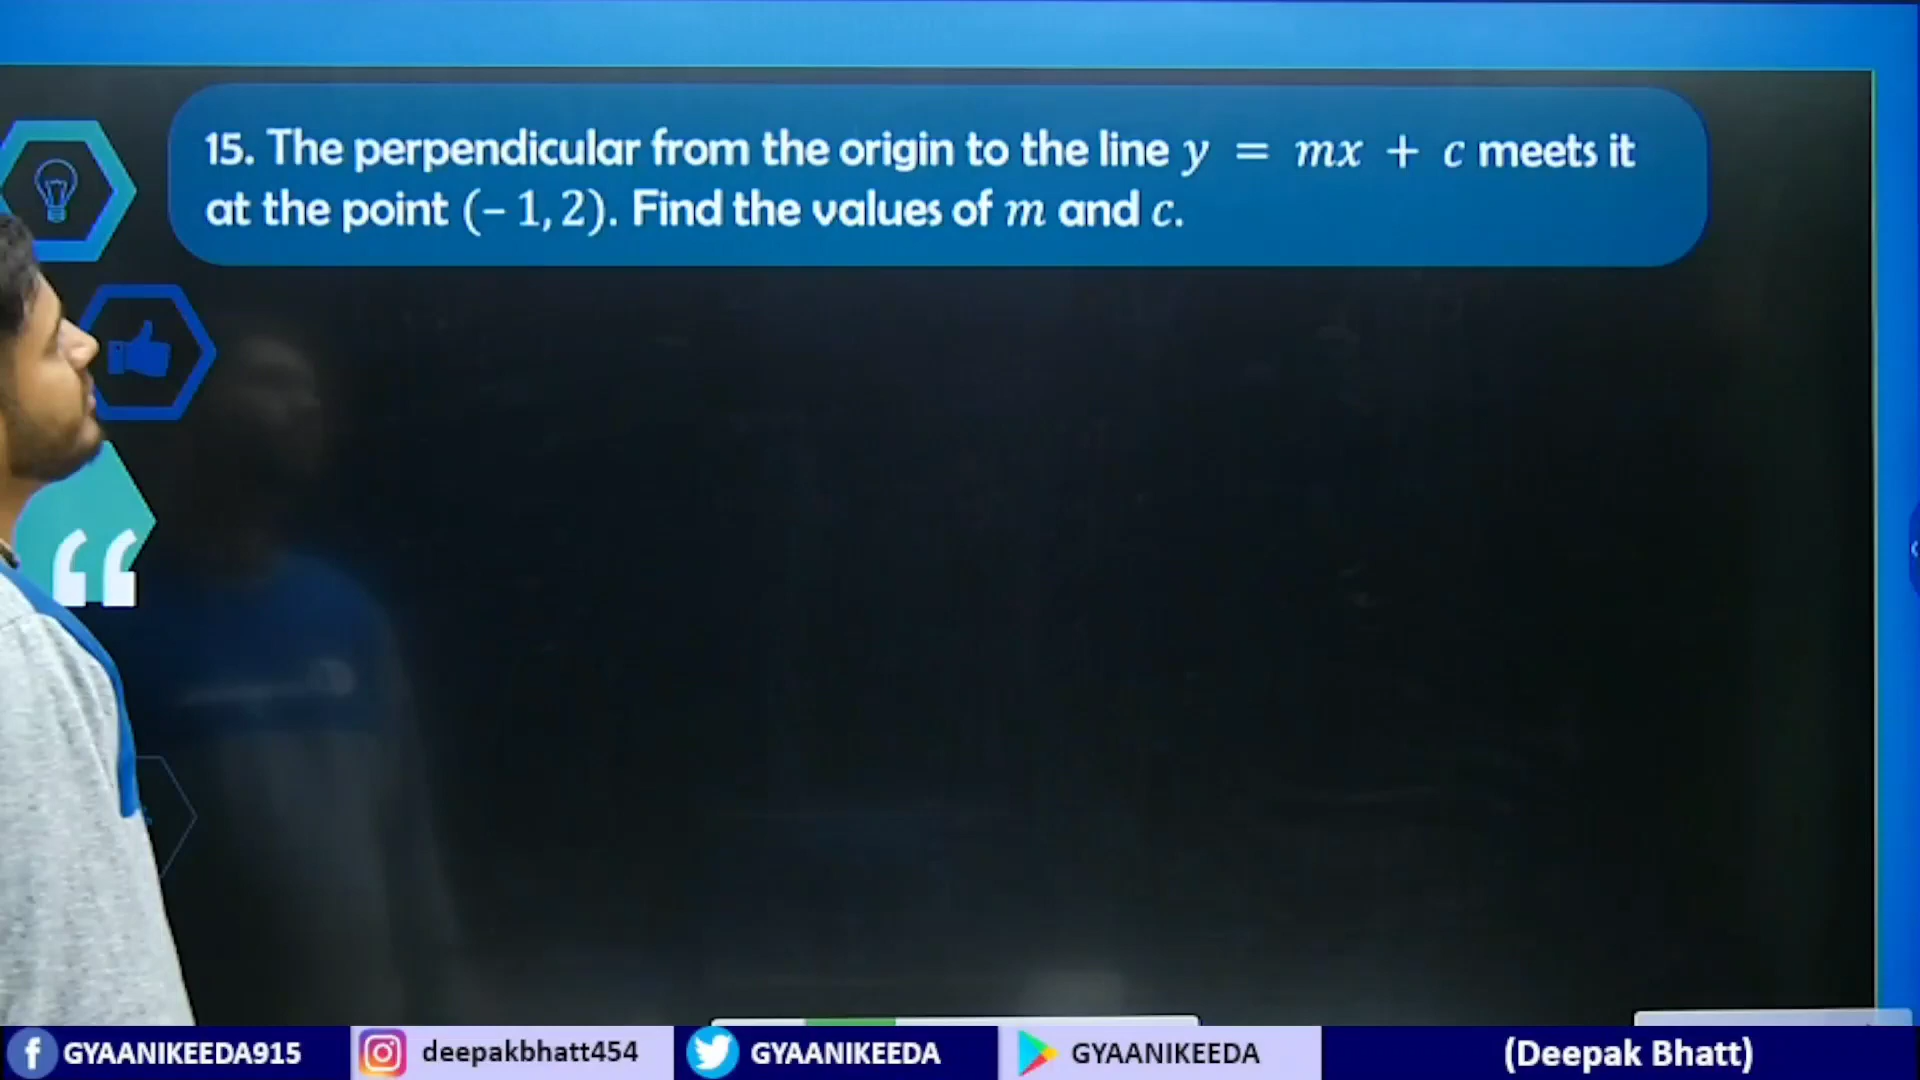 15. The perpendicular from the origin to the line y = mx + c meets it
at the point (– 1, 2). Find the values of m and c.
GYAANIKEEDA915 deepakbhatt454 GYAANIKEEDA GYAANIKEEDA (Deepak Bhatt)